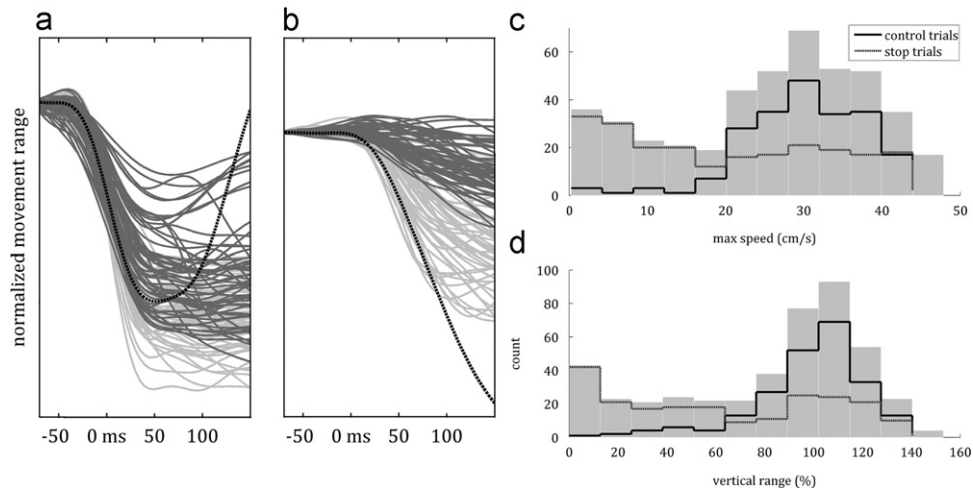 a
b
normalized movement range
-50 0 ms 50 100
-50 0 ms 50 100
c
control trials
stop trials
60
40
20
0
0 10 20 30 40 50
max speed (cm/s)
d
100
80
60
40
20
0
count
0 20 40 60 80 100 120 140 160
vertical range (%)